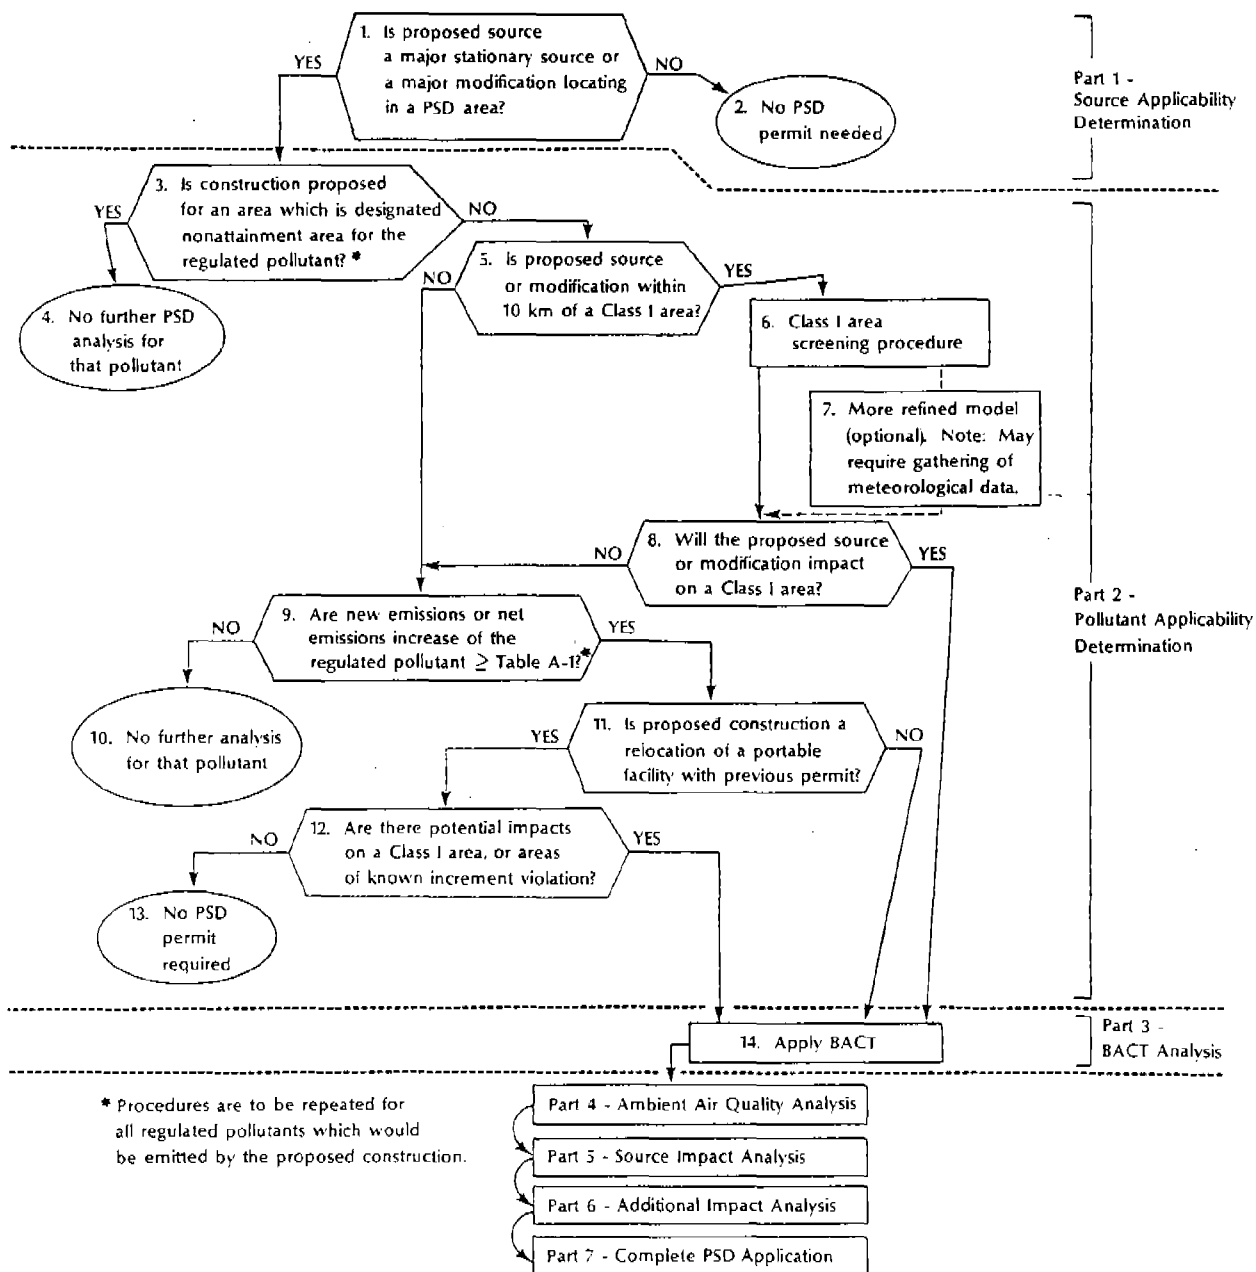 1. Is proposed source
a major stationary source or
a major modification locating
in a PSD area?
YES
NO
2. No PSD
permit needed
Part 1 -
Source Applicability
Determination
3. Is construction proposed
for an area which is designated
nonattainment area for the
regulated pollutant? *
YES
NO
4. No further PSD
analysis for
that pollutant
5. Is proposed source
or modification within
10 km of a Class I area?
NO
YES
6. Class I area
screening procedure
7. More refined model
(optional). Note: May
require gathering of
meteorological data.
8. Will the proposed source
or modification impact
on a Class I area?
NO
YES
Part 2 -
Pollutant Applicability
Determination
9. Are new emissions or net
emissions increase of the
regulated pollutant ≥ Table A-1? *
NO
YES
10. No further analysis
for that pollutant
11. Is proposed construction a
relocation of a portable
facility with previous permit?
YES
NO
12. Are there potential impacts
on a Class I area, or areas
of known increment violation?
NO
YES
13. No PSD
permit
required
14. Apply BACT
Part 3 -
BACT Analysis
* Procedures are to be repeated for
all regulated pollutants which would
be emitted by the proposed construction.
Part 4 - Ambient Air Quality Analysis
Part 5 - Source Impact Analysis
Part 6 - Additional Impact Analysis
Part 7 - Complete PSD Application